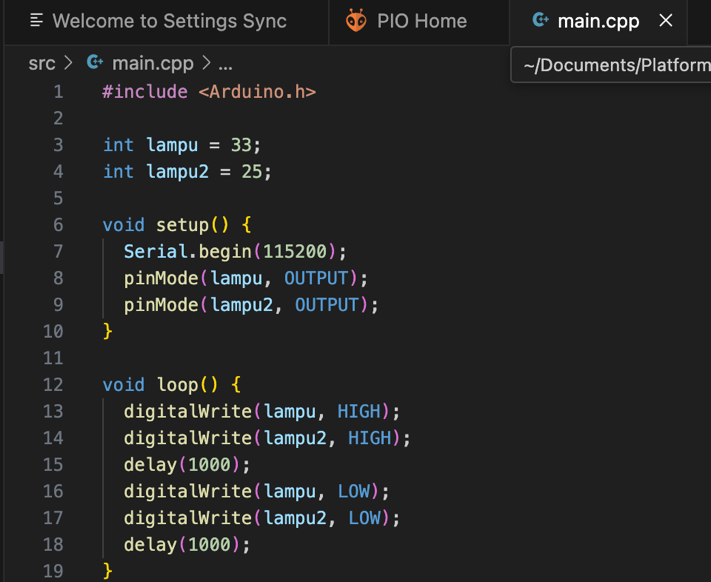 Welcome to Settings Sync PIO Home main.cpp
src > main.cpp > ...
~/Documents/Platform
1 #include <Arduino.h>
2
3 int lampu = 33;
4 int lampu2 = 25;
5
6 void setup() {
7 Serial.begin(115200);
8 pinMode(lampu, OUTPUT);
9 pinMode(lampu2, OUTPUT);
10 }
11
12 void loop() {
13 digitalWrite(lampu, HIGH);
14 digitalWrite(lampu2, HIGH);
15 delay(1000);
16 digitalWrite(lampu, LOW);
17 digitalWrite(lampu2, LOW);
18 delay(1000);
19 }